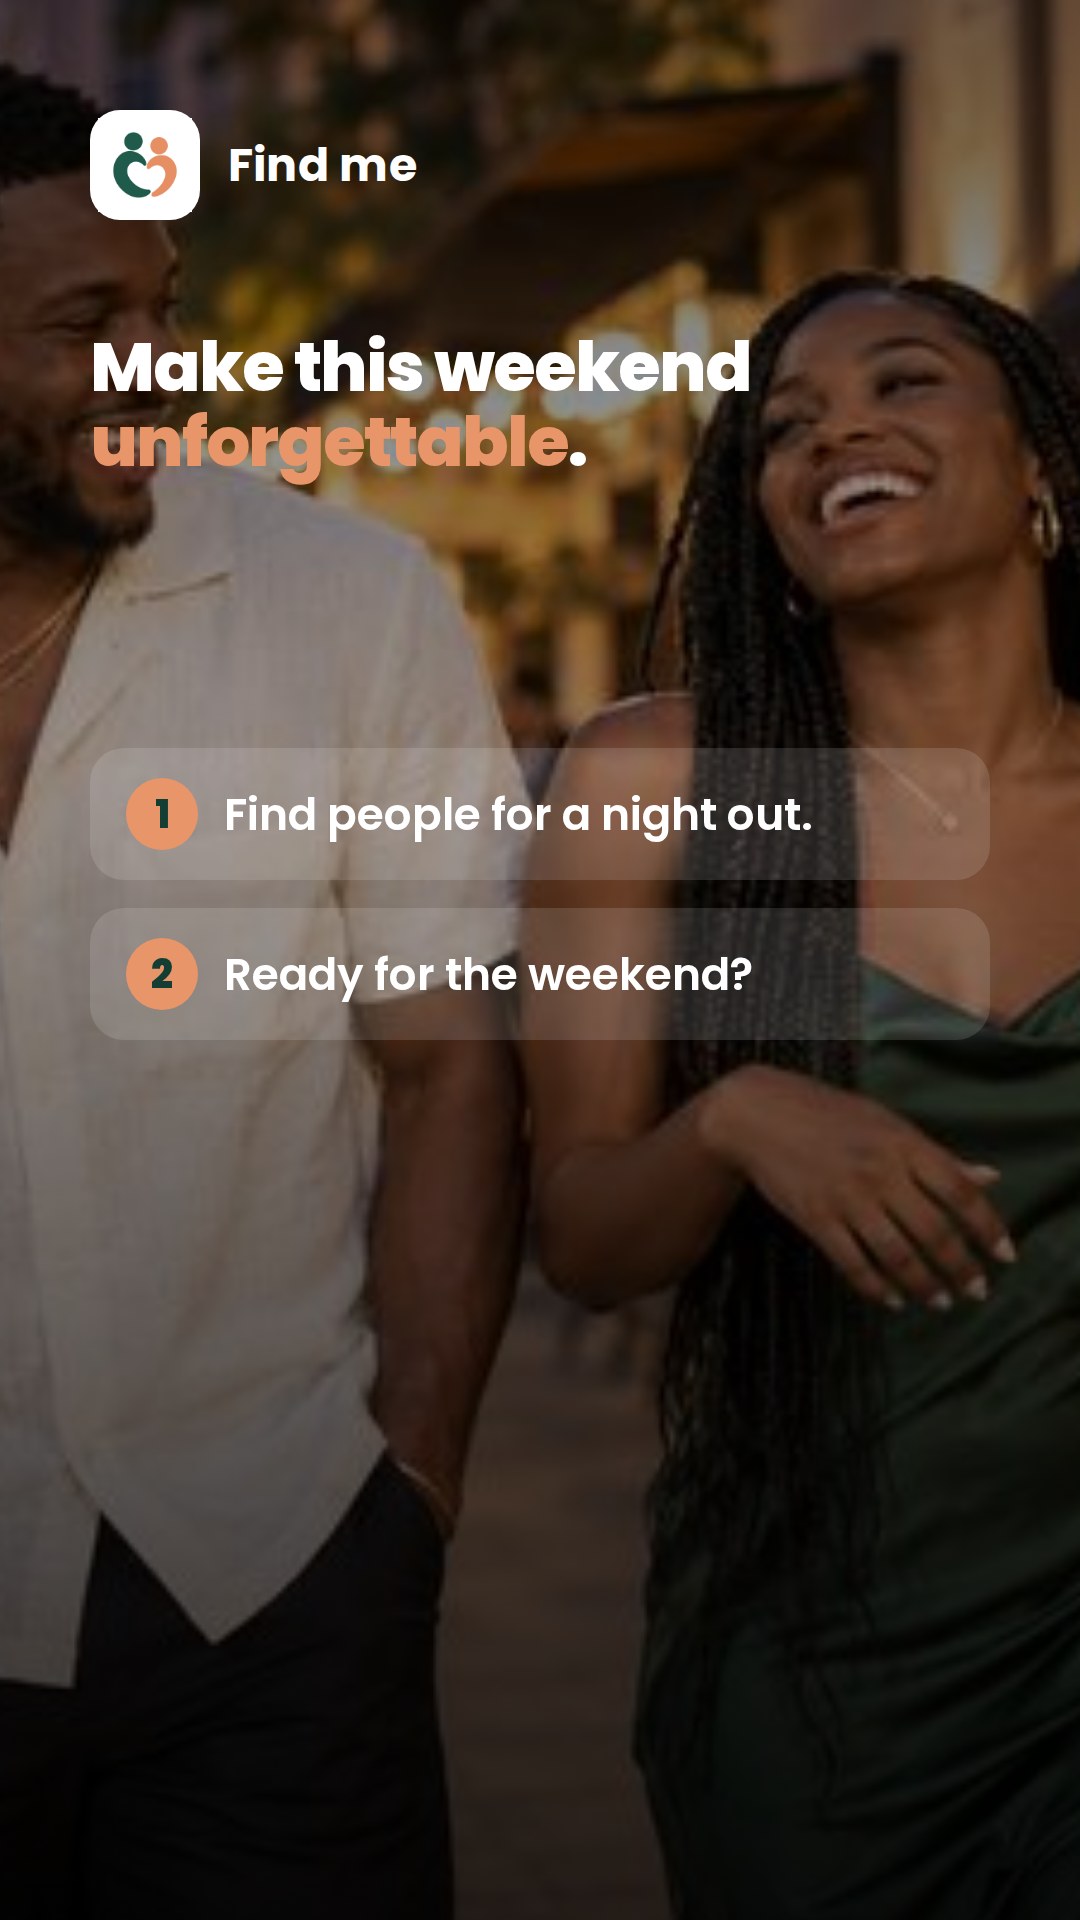 Find me
Make this weekend
unforgettable.
1 Find people for a night out.
2 Ready for the weekend?